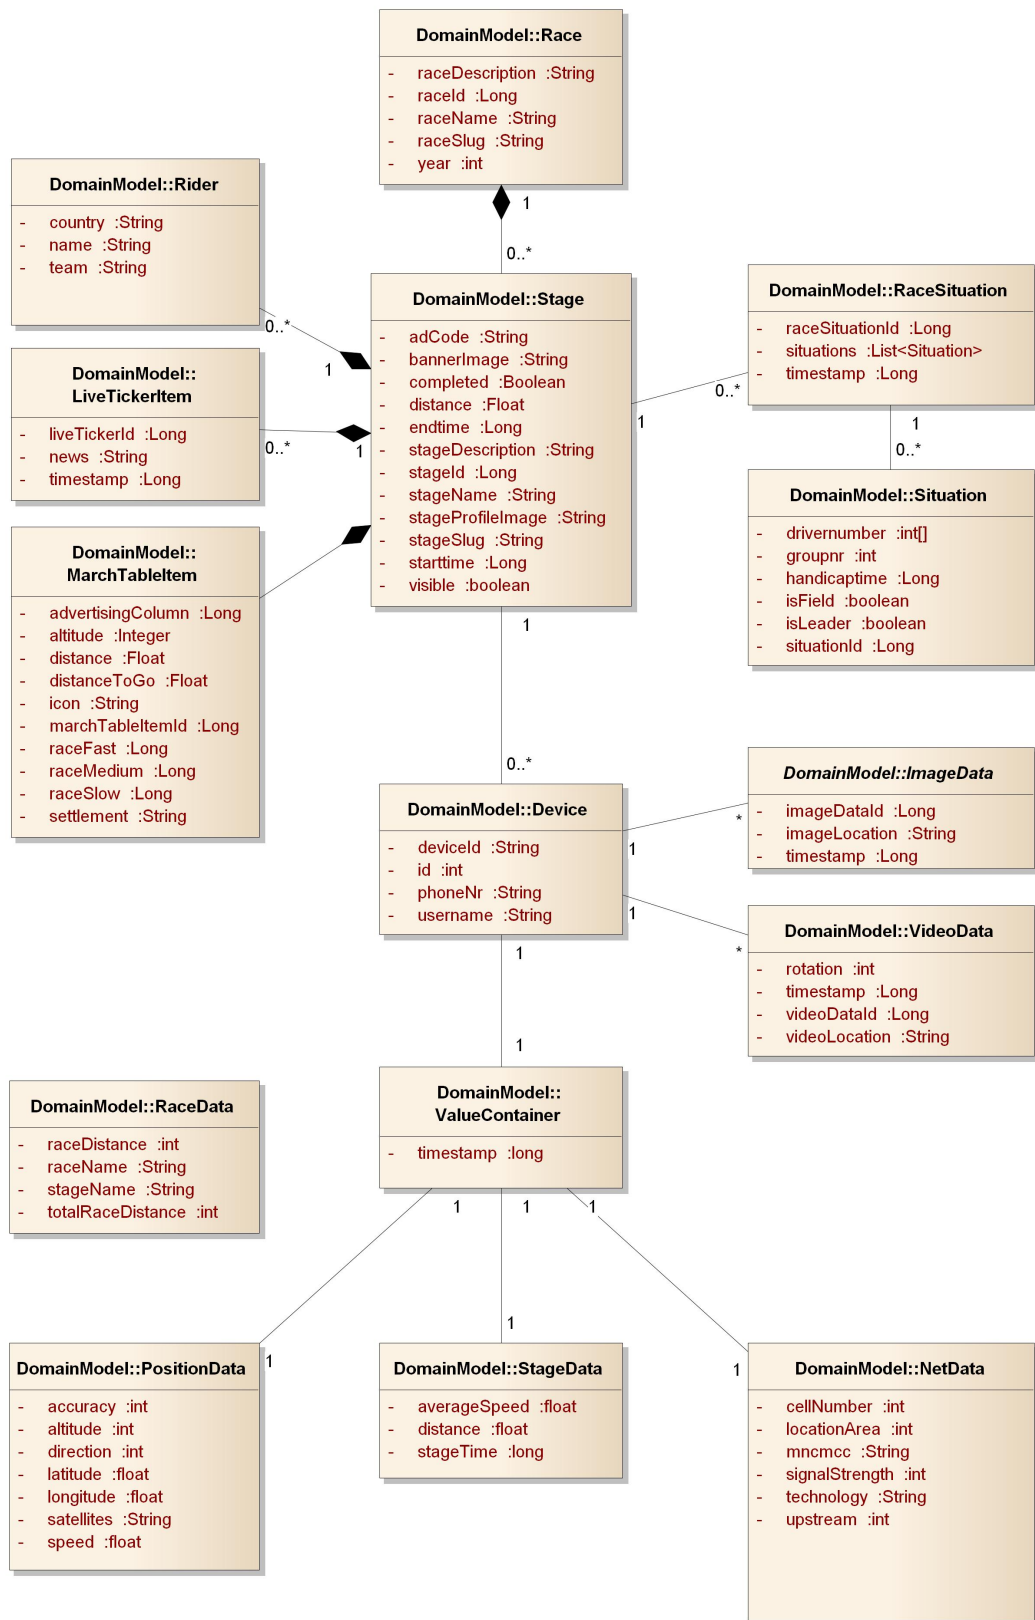 DomainModel::Race
- raceDescription :String
- raceId :Long
- raceName :String
- raceSlug :String
- year :int
1
0..*
DomainModel::Rider
- country :String
- name :String
- team :String
0..*
1
DomainModel::Stage
- adCode :String
- bannerImage :String
- completed :Boolean
- distance :Float
- endtime :Long
- stageDescription :String
- stageId :Long
- stageName :String
- stageProfileImage :String
- stageSlug :String
- starttime :Long
- visible :boolean
DomainModel::RaceSituation
- raceSituationId :Long
- situations :List<Situation>
- timestamp :Long
0..*
1
1
0..*
DomainModel::
LiveTickerItem
- liveTickerId :Long
- news :String
- timestamp :Long
0..*
1
DomainModel::Situation
- drivernumber :int[]
- groupnr :int
- handicaptime :Long
- isField :boolean
- isLeader :boolean
- situationId :Long
DomainModel::
MarchTableItem
- advertisingColumn :Long
- altitude :Integer
- distance :Float
- distanceToGo :Float
- icon :String
- marchTableItemId :Long
- raceFast :Long
- raceMedium :Long
- raceSlow :Long
- settlement :String
1
0..*
DomainModel::Device
- deviceId :String
- id :int
- phoneNr :String
- username :String
DomainModel::ImageData
- imageDataId :Long
- imageLocation :String
- timestamp :Long
*
1
1
*
DomainModel::VideoData
- rotation :int
- timestamp :Long
- videoDataId :Long
- videoLocation :String
1
1
DomainModel::RaceData
- raceDistance :int
- raceName :String
- stageName :String
- totalRaceDistance :int
DomainModel::
ValueContainer
- timestamp :long
1
1
1
1
1
1
DomainModel::PositionData
- accuracy :int
- altitude :int
- direction :int
- latitude :float
- longitude :float
- satellites :String
- speed :float
DomainModel::StageData
- averageSpeed :float
- distance :float
- stageTime :long
DomainModel::NetData
- cellNumber :int
- locationArea :int
- mncmcc :String
- signalStrength :int
- technology :String
- upstream :int